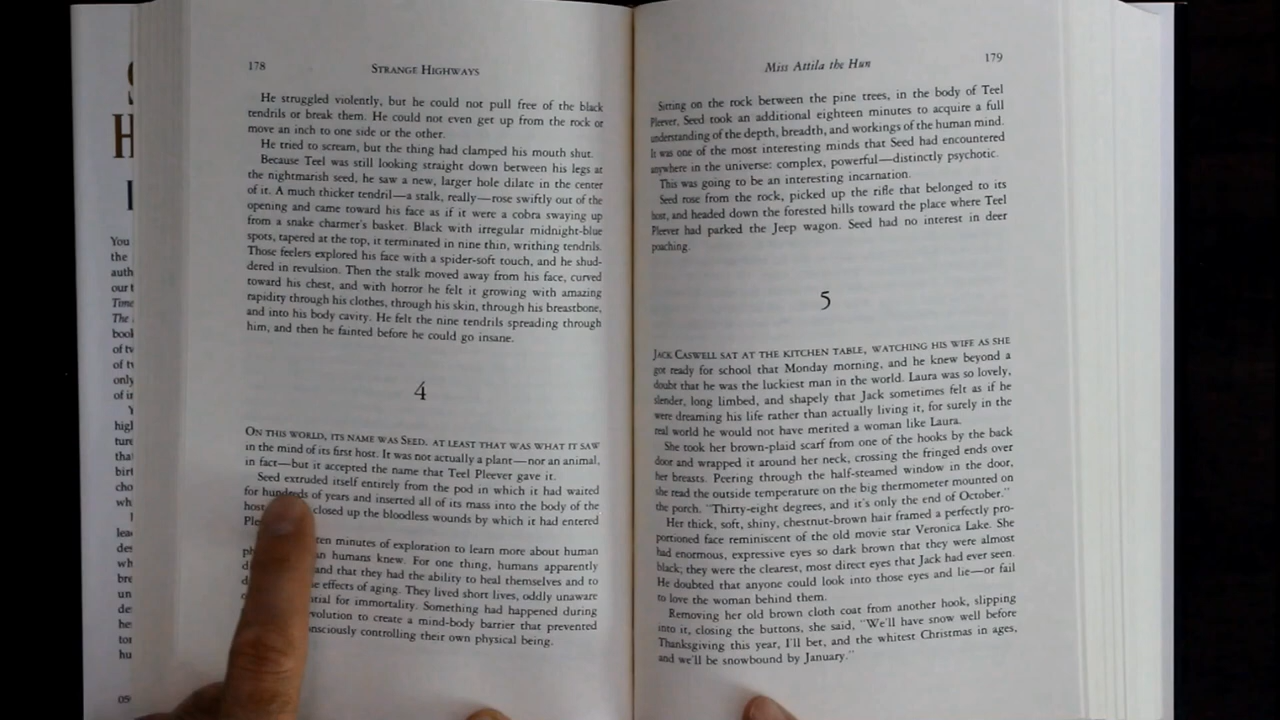 178
STRANGE HIGHWAYS
He struggled violently, but he could not pull free of the black
tendrils or break them. He could not even get up from the rock or
move an inch to one side or the other.
He tried to scream, but the thing had clamped his mouth shut.
Because Teel was still looking straight down between his legs at
the nightmarish seed, he saw a new, larger hole dilate in the center
of it. A much thicker tendril—a stalk, really—rose swiftly out of the
opening and came toward his face as if it were a cobra swaying up
from a snake charmer's basket. Black with irregular midnight-blue
spots, tapered at the top, it terminated in nine thin, writhing tendrils.
Those feelers explored his face with a spider-soft touch, and he shud-
dered in revulsion. Then the stalk moved away from his face, curved
toward his chest, and with horror he felt it growing with amazing
rapidity through his clothes, through his skin, through his breastbone,
and into his body cavity. He felt the nine tendrils spreading through
him, and then he fainted before he could go insane.
4
ON THIS WORLD, ITS NAME WAS SEED. AT LEAST THAT WAS WHAT IT SAW
in the mind of its first host. It was not actually a plant—nor an animal,
in fact—but it accepted the name that Teel Pleever gave it.
Seed extruded itself entirely from the pod in which it had waited
for hundreds of years and inserted all of its mass into the body of the
host closed up the bloodless wounds by which it had entered
ten minutes of exploration to learn more about human
humans knew. For one thing, humans apparently
and that they had the ability to heal themselves and to
effects of aging. They lived short lives, oddly unaware
for immortality. Something had happened during
to create a mind-body barrier that prevented
controlling their own physical being.
Miss Attila the Hun
179
Sitting on the rock between the pine trees, in the body of Teel
Pleever, Seed took an additional eighteen minutes to acquire a full
understanding of the depth, breadth, and workings of the human mind.
It was one of the most interesting minds that Seed had encountered
anywhere in the universe: complex, powerful—distinctly psychotic.
This was going to be an interesting incarnation.
Seed rose from the rock, picked up the rifle that belonged to its
host, and headed down the forested hills toward the place where Teel
Pleever had parked the Jeep wagon. Seed had no interest in deer
poaching.
5
JACK CASWELL SAT AT THE KITCHEN TABLE, WATCHING HIS WIFE AS SHE
got ready for school that Monday morning, and he knew beyond a
doubt that he was the luckiest man in the world. Laura was so lovely,
slender, long limbed, and shapely that Jack sometimes felt as if he
were dreaming his life rather than actually living it, for surely in the
real world he would not have merited a woman like Laura.
She took her brown-plaid scarf from one of the hooks by the back
door and wrapped it around her neck, crossing the fringed ends over
her breasts. Peering through the half-steamed window in the door,
she read the outside temperature on the big thermometer mounted on
the porch. "Thirty-eight degrees, and it's only the end of October."
Her thick, soft, shiny, chestnut-brown hair framed a perfectly pro-
portioned face reminiscent of the old movie star Veronica Lake. She
had enormous, expressive eyes so dark brown that they were almost
black; they were the clearest, most direct eyes that Jack had ever seen.
He doubted that anyone could look into those eyes and lie—or fail
to love the woman behind them.
Removing her old brown cloth coat from another hook, slipping
into it, closing the buttons, she said, "We'll have snow well before
Thanksgiving this year, I'll bet, and the whitest Christmas in ages,
and we'll be snowbound by January."